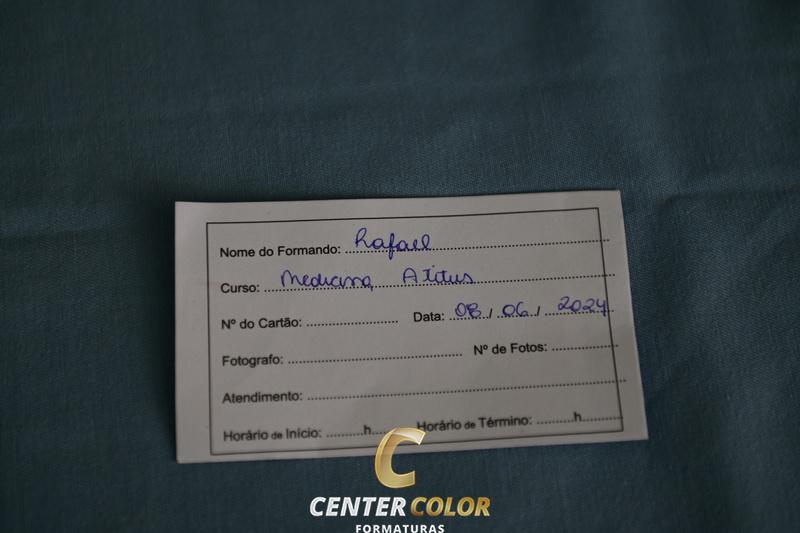 Nome do Formando: Rafael
Curso: Medicina Atitus
Nº do Cartão: ........................ Data: 08 / 06 / 2024
Fotografo: ........................ Nº de Fotos: ................
Atendimento: ........................
Horário de Início: ..........h..... Horário de Término: ..........h..........
CENTER COLOR
FORMATURAS